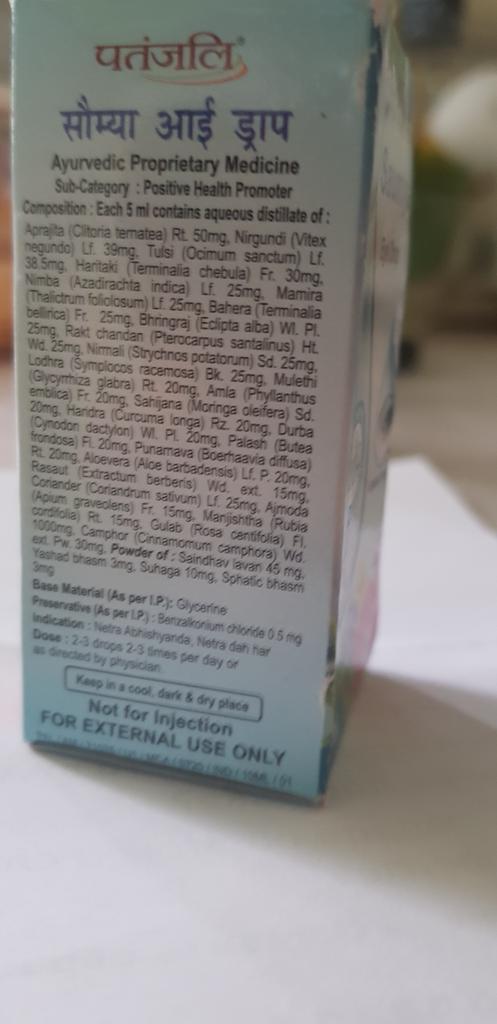 पतंजलि®
सौम्या आई ड्राप
Ayurvedic Proprietary Medicine
Sub-Category : Positive Health Promoter
Composition : Each 5 ml contains aqueous distillate of :
Aprajita (Clitoria ternatea) Rt. 50mg, Nirgundi (Vitex
negundo) Lf. 39mg, Tulsi (Ocimum sanctum) Lf.
38.5mg, Haritaki (Terminalia chebula) Fr. 30mg,
Nimba (Azadirachta indica) Lf. 25mg, Mamira
(Thalictrum foliolosum) Lf. 25mg, Bahera (Terminalia
bellirica) Fr. 25mg, Bhringraj (Eclipta alba) Wl. Pl.
25mg, Rakt chandan (Pterocarpus santalinus) Ht.
Wd. 25mg, Nirmali (Strychnos potatorum) Sd. 25mg,
Lodhra (Symplocos racemosa) Bk. 25mg, Mulethi
(Glycyrrhiza glabra) Rt. 20mg, Amla (Phyllanthus
emblica) Fr. 20mg, Sahijana (Moringa oleifera) Sd.
20mg, Haridra (Curcuma longa) Rz. 20mg, Durba
(Cynodon dactylon) Wl. Pl. 20mg, Palash (Butea
frondosa) Fl. 20mg, Punarnava (Boerhaavia diffusa)
Rt. 20mg, Aloevera (Aloe barbadensis) Lf. P. 20mg,
Rasaut (Extractum berberis) Wd. ext. 15mg,
Coriander (Coriandrum sativum) Lf. 25mg, Ajmoda
(Apium graveolens) Fr. 15mg, Manjishtha (Rubia
cordifolia) Rt. 15mg, Gulab (Rosa centifolia) Fl.
1000mg, Camphor (Cinnamomum camphora) Wd.
ext. Pw. 30mg, Powder of : Saindhav lavan 45 mg,
Yashad bhasm 3mg, Suhaga 10mg, Sphatic bhasm
3mg
Base Material (As per I.P.): Glycerine
Preservative (As per I.P.) : Benzalkonium chloride 0.5 mg
Indication : Netra Abhishyanda, Netra dah har
Dose : 2-3 drops 2-3 times per day or
as directed by physician.
Keep in a cool, dark & dry place
Not for Injection
FOR EXTERNAL USE ONLY